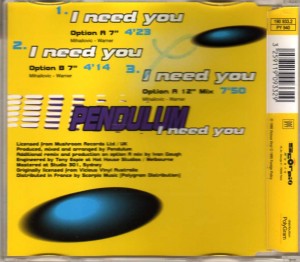 1. I need you
Option R 7" 4'23
Mihailovic - Warner
2. I need you
Option B 7" 4'14
Mihailovic - Warner
3. I need you
Option R 12" Mix 7'50
Mihailovic - Warner
PENDULUM
I need you
Licensed from Mushroom Records Ltd / UK
Produced, mixed and arranged by Pendulum
Additional remix and production on option R mix by Ivan Gough
Engineered by Tony Espie at Hot House Studios / Melbourne
Mastered at Studio 301, Sydney
Originally licensed from Vicious Vinyl Australia
Distributed in France by Scorpio Music (Polygram Distribution)
scorpio
PolyGram